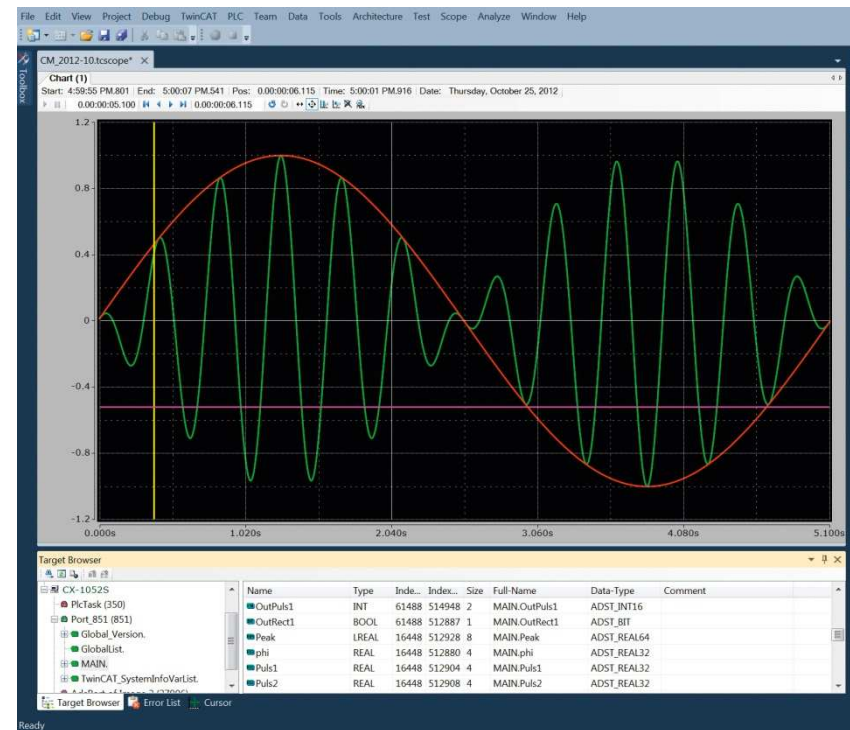 File Edit View Project Debug TwinCAT PLC Team Data Tools Architecture Test Scope Analyze Window Help
Toolbox
CM_2012-10.tcscope*
Chart (1)
Start: 4:59:55 PM.801 End: 5:00:07 PM.541 Pos: 0.00:00:06.115 Time: 5:00:01 PM.916 Date: Thursday, October 25, 2012
0.00:00:05.100 0.00:00:06.115
1.2
0.8
0.4
0
-0.4
-0.8
-1.2
0.000s 1.020s 2.040s 3.060s 4.080s 5.100s
Target Browser
CX-1052S
PlcTask (350)
Port_851 (851)
Global_Version.
GlobalList.
MAIN.
TwinCAT_SystemInfoVarList.
Name Type Inde... Index... Size Full-Name Data-Type Comment
OutPuls1 INT 61488 514948 2 MAIN.OutPuls1 ADST_INT16
OutRect1 BOOL 61488 512887 1 MAIN.OutRect1 ADST_BIT
Peak LREAL 16448 512928 8 MAIN.Peak ADST_REAL64
phi REAL 16448 512880 4 MAIN.phi ADST_REAL32
Puls1 REAL 16448 512904 4 MAIN.Puls1 ADST_REAL32
Puls2 REAL 16448 512908 4 MAIN.Puls2 ADST_REAL32
Target Browser Error List Cursor
Ready